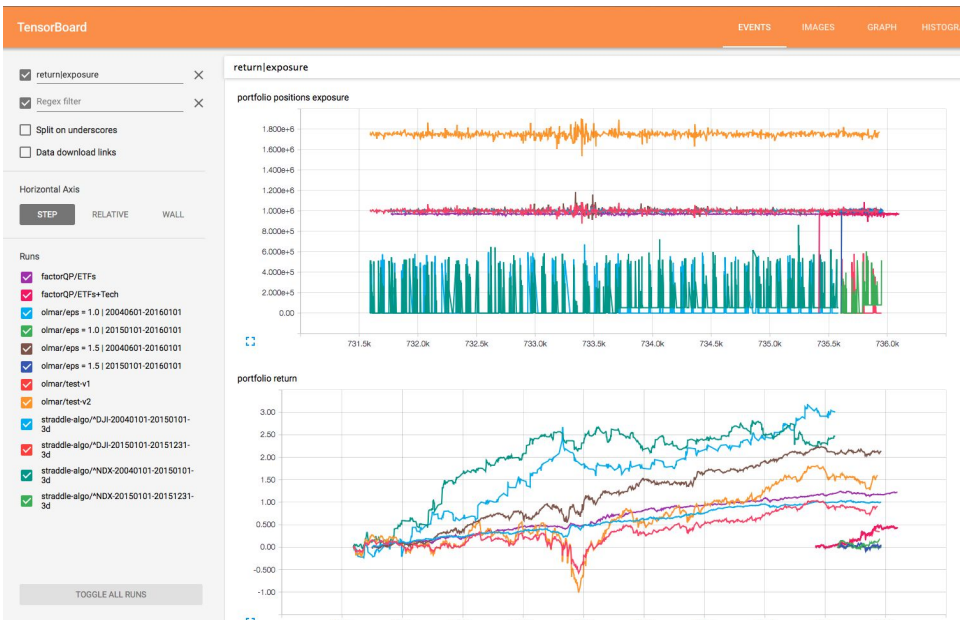 TensorBoard
EVENTS
IMAGES
GRAPH
HISTOGRA
return|exposure
Regex filter
Split on underscores
Data download links
Horizontal Axis
STEP
RELATIVE
WALL
Runs
factorQP/ETFs
factorQP/ETFs+Tech
olmar/eps = 1.0 | 20040601-20160101
olmar/eps = 1.0 | 20150101-20160101
olmar/eps = 1.5 | 20040601-20160101
olmar/eps = 1.5 | 20150101-20160101
olmar/test-v1
olmar/test-v2
straddle-algo/^DJI-20040101-20150101-
3d
straddle-algo/^DJI-20150101-20151231-
3d
straddle-algo/^NDX-20040101-20150101-
3d
straddle-algo/^NDX-20150101-20151231-
3d
TOGGLE ALL RUNS
return|exposure
portfolio positions exposure
1.800e+6
1.600e+6
1.400e+6
1.200e+6
1.000e+6
8.000e+5
6.000e+5
4.000e+5
2.000e+5
0.00
731.5k
732.0k
732.5k
733.0k
733.5k
734.0k
734.5k
735.0k
735.5k
736.0k
portfolio return
3.00
2.50
2.00
1.50
1.00
0.500
0.00
-0.500
-1.00